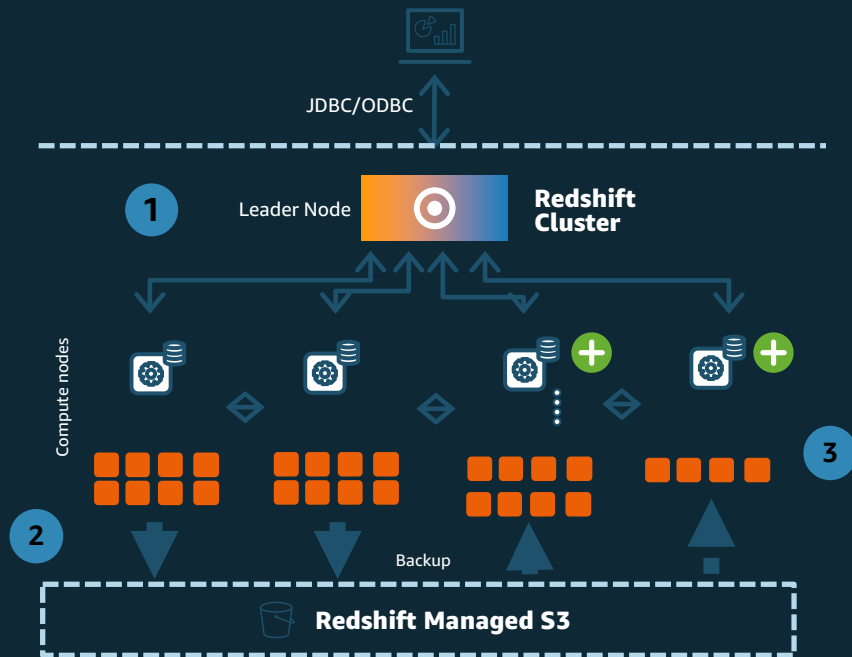 JDBC/ODBC
1
Leader Node
Redshift
Cluster
Compute nodes
3
2
Backup
Redshift Managed S3